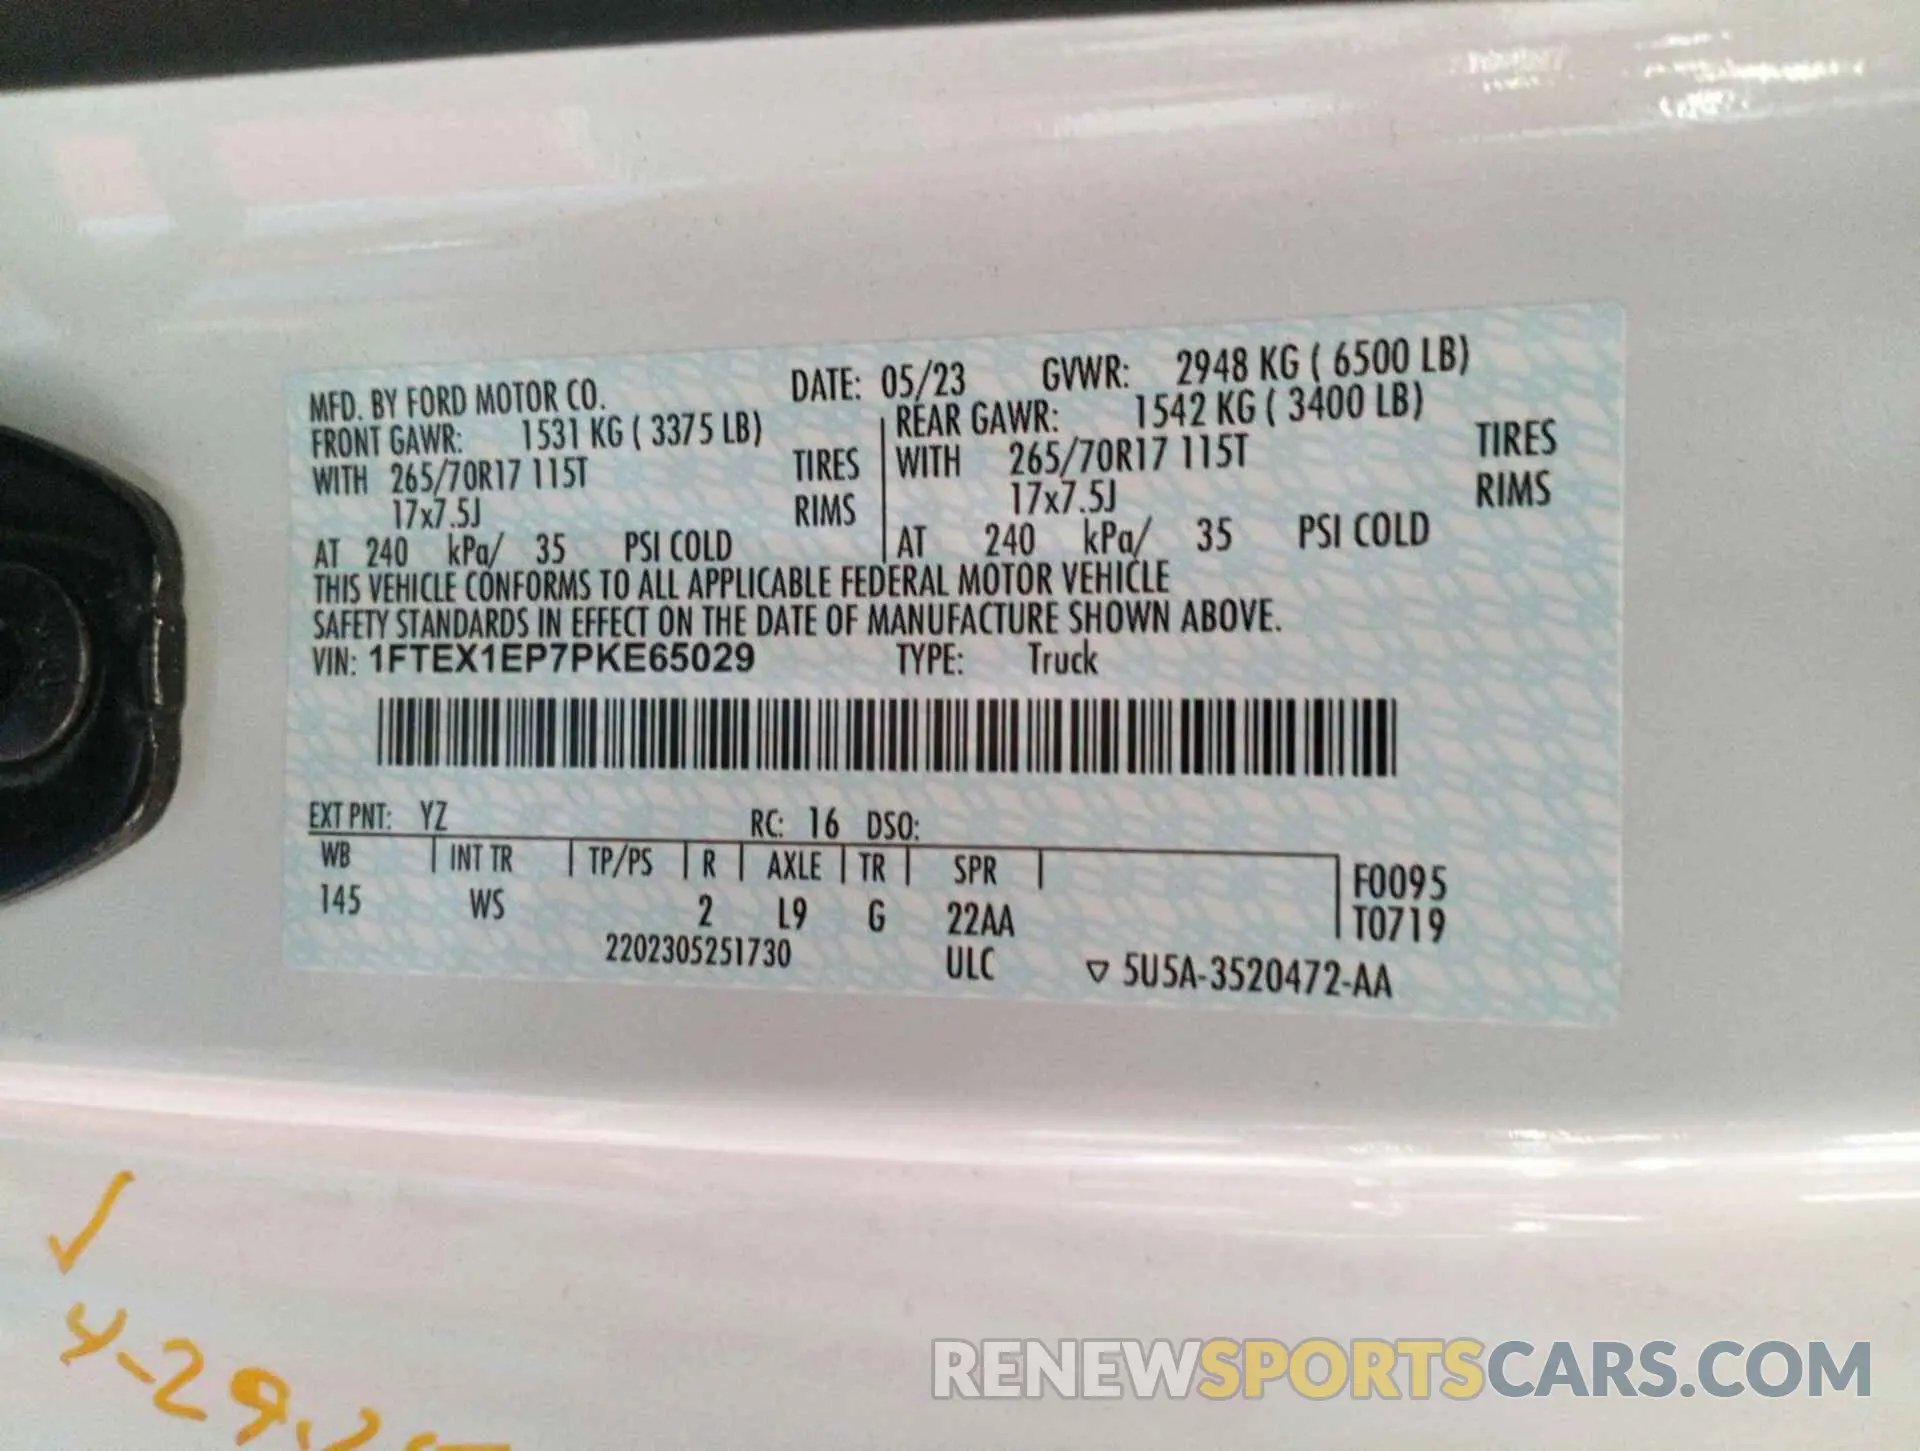 MFD. BY FORD MOTOR CO. DATE: 05/23 GVWR: 2948 KG ( 6500 LB)
FRONT GAWR: 1531 KG ( 3375 LB) REAR GAWR: 1542 KG ( 3400 LB)
WITH 265/70R17 115T TIRES WITH 265/70R17 115T TIRES
17x7.5J RIMS 17x7.5J RIMS
AT 240 kPa/ 35 PSI COLD AT 240 kPa/ 35 PSI COLD
THIS VEHICLE CONFORMS TO ALL APPLICABLE FEDERAL MOTOR VEHICLE
SAFETY STANDARDS IN EFFECT ON THE DATE OF MANUFACTURE SHOWN ABOVE.
VIN: 1FTEX1EP7PKE65029 TYPE: Truck
EXT PNT: YZ RC: 16 DSO:
WB INT TR TP/PS R AXLE TR SPR F0095
145 WS 2 L9 G 22AA T0719
2202305251730 ULC ▽ 5U5A-3520472-AA
✓
RENEWSPORTSCARS.COM